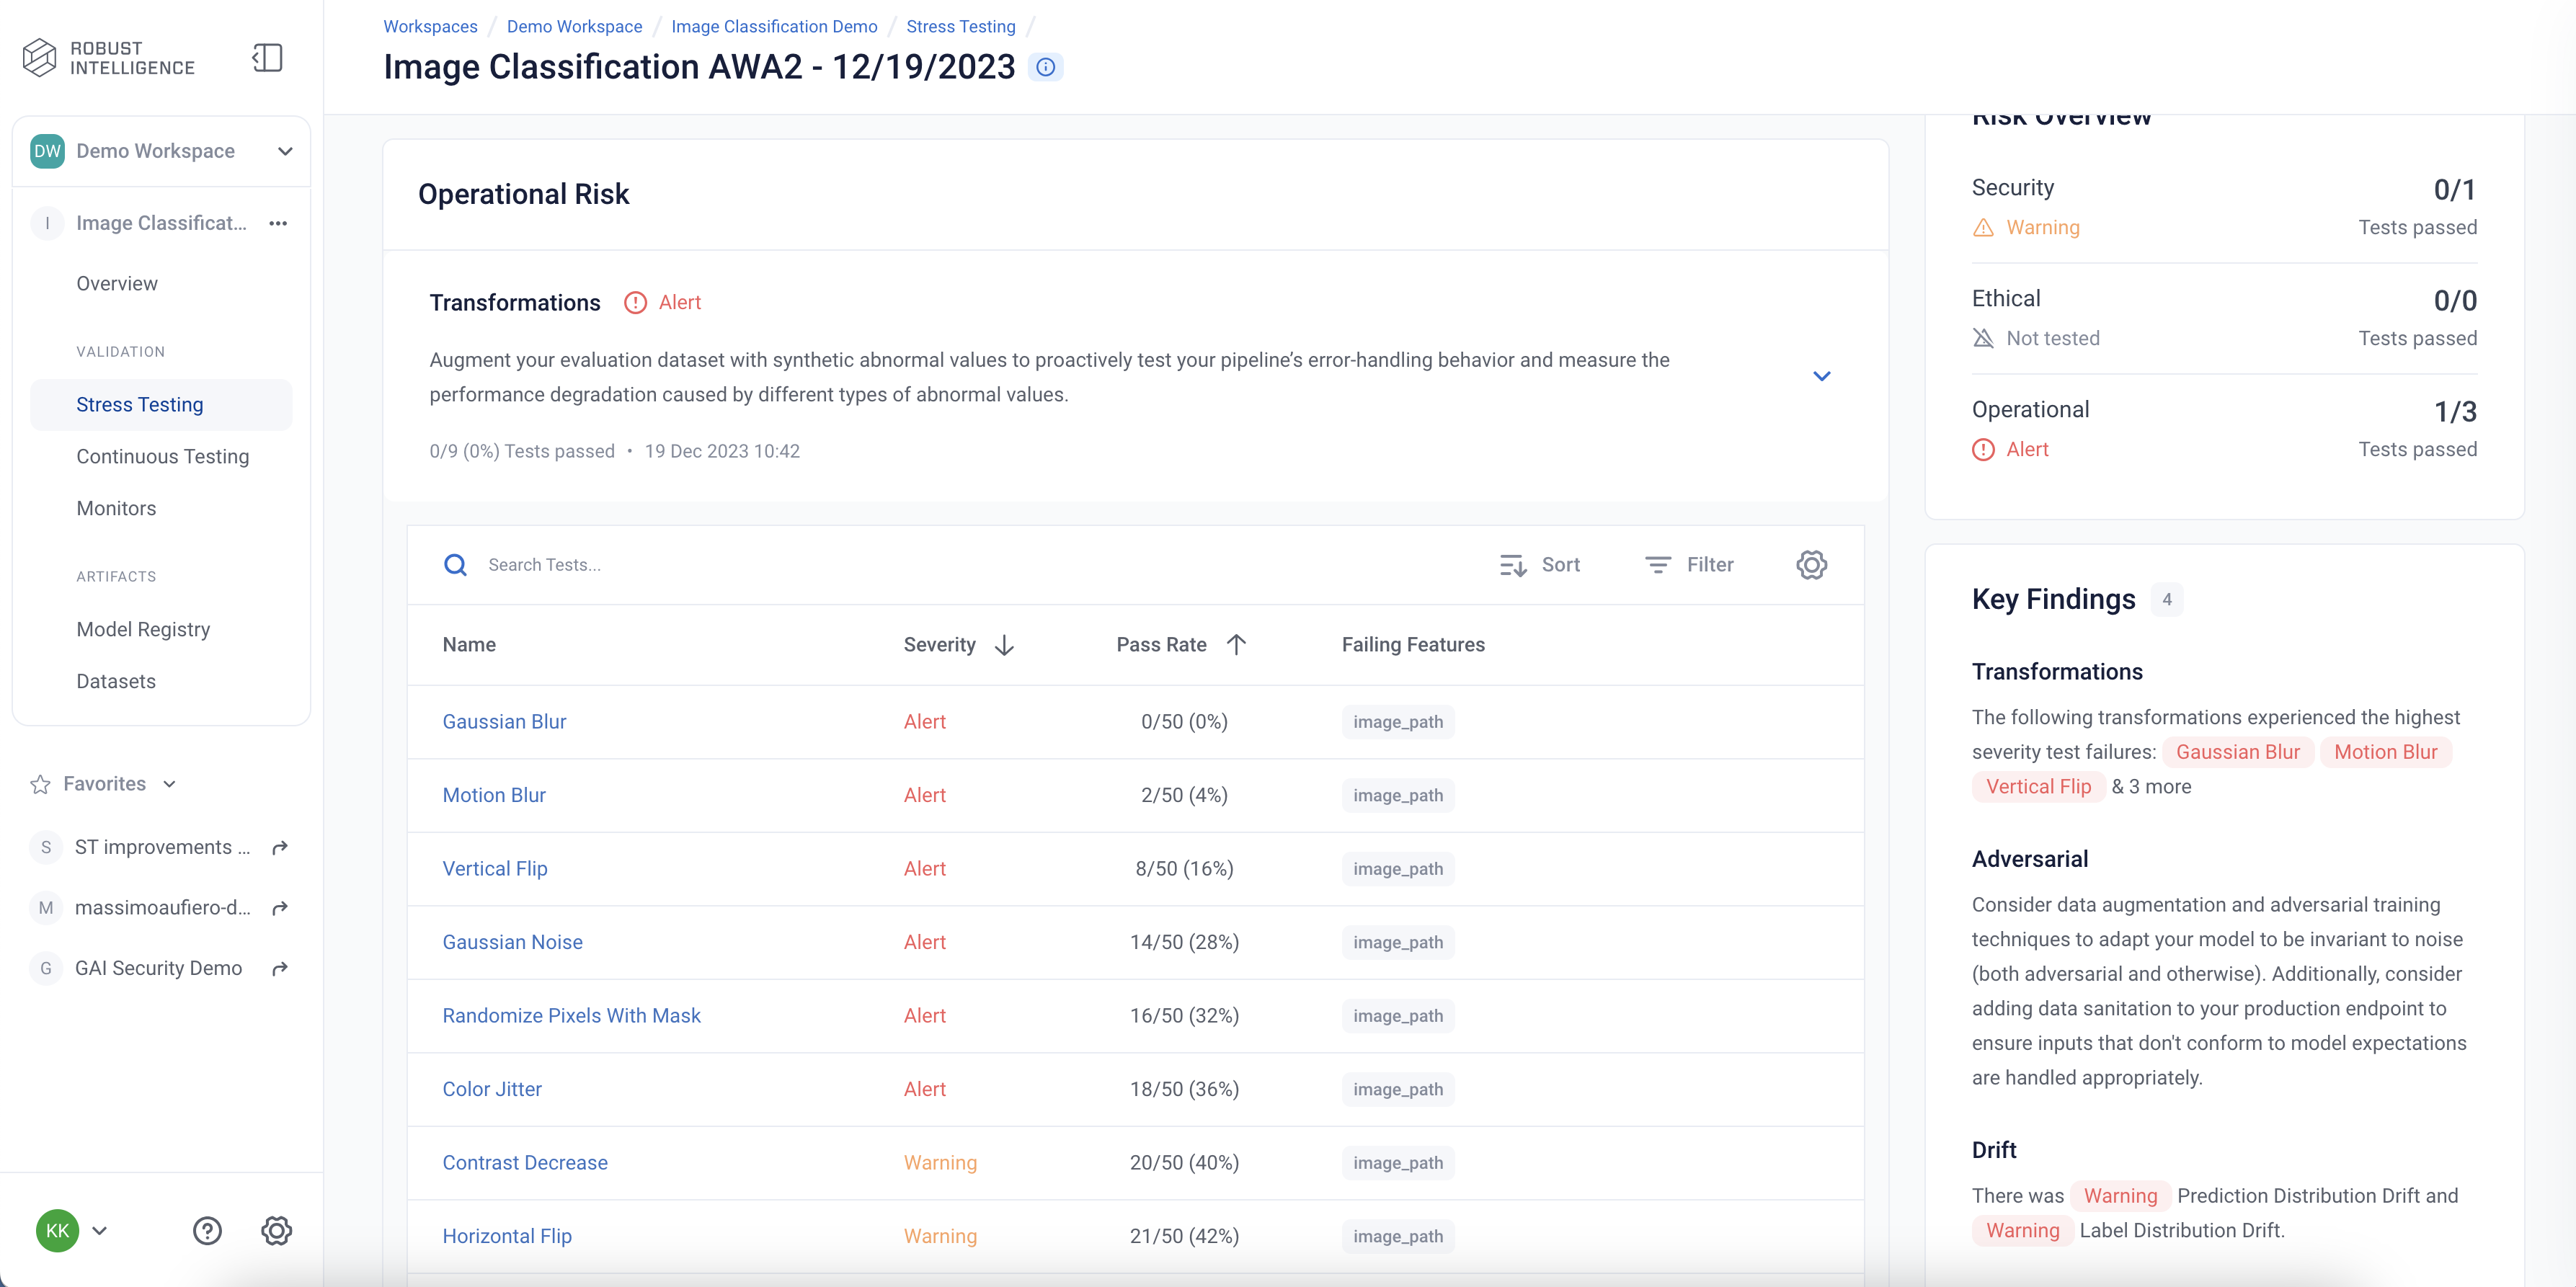 ROBUST
INTELLIGENCE
DW Demo Workspace
I Image Classificat...
Overview
VALIDATION
Stress Testing
Continuous Testing
Monitors
ARTIFACTS
Model Registry
Datasets
Favorites
S ST improvements ...
M massimoaufiero-d...
G GAI Security Demo
KK
Workspaces / Demo Workspace / Image Classification Demo / Stress Testing /
Image Classification AWA2 - 12/19/2023
Operational Risk
Transformations Alert
Augment your evaluation dataset with synthetic abnormal values to proactively test your pipeline’s error-handling behavior and measure the
performance degradation caused by different types of abnormal values.
0/9 (0%) Tests passed • 19 Dec 2023 10:42
Search Tests... Sort Filter
Name Severity Pass Rate Failing Features
Gaussian Blur Alert 0/50 (0%) image_path
Motion Blur Alert 2/50 (4%) image_path
Vertical Flip Alert 8/50 (16%) image_path
Gaussian Noise Alert 14/50 (28%) image_path
Randomize Pixels With Mask Alert 16/50 (32%) image_path
Color Jitter Alert 18/50 (36%) image_path
Contrast Decrease Warning 20/50 (40%) image_path
Horizontal Flip Warning 21/50 (42%) image_path
Risk Overview
Security 0/1
Warning Tests passed
Ethical 0/0
Not tested Tests passed
Operational 1/3
Alert Tests passed
Key Findings 4
Transformations
The following transformations experienced the highest
severity test failures: Gaussian Blur Motion Blur
Vertical Flip & 3 more
Adversarial
Consider data augmentation and adversarial training
techniques to adapt your model to be invariant to noise
(both adversarial and otherwise). Additionally, consider
adding data sanitation to your production endpoint to
ensure inputs that don't conform to model expectations
are handled appropriately.
Drift
There was Warning Prediction Distribution Drift and
Warning Label Distribution Drift.